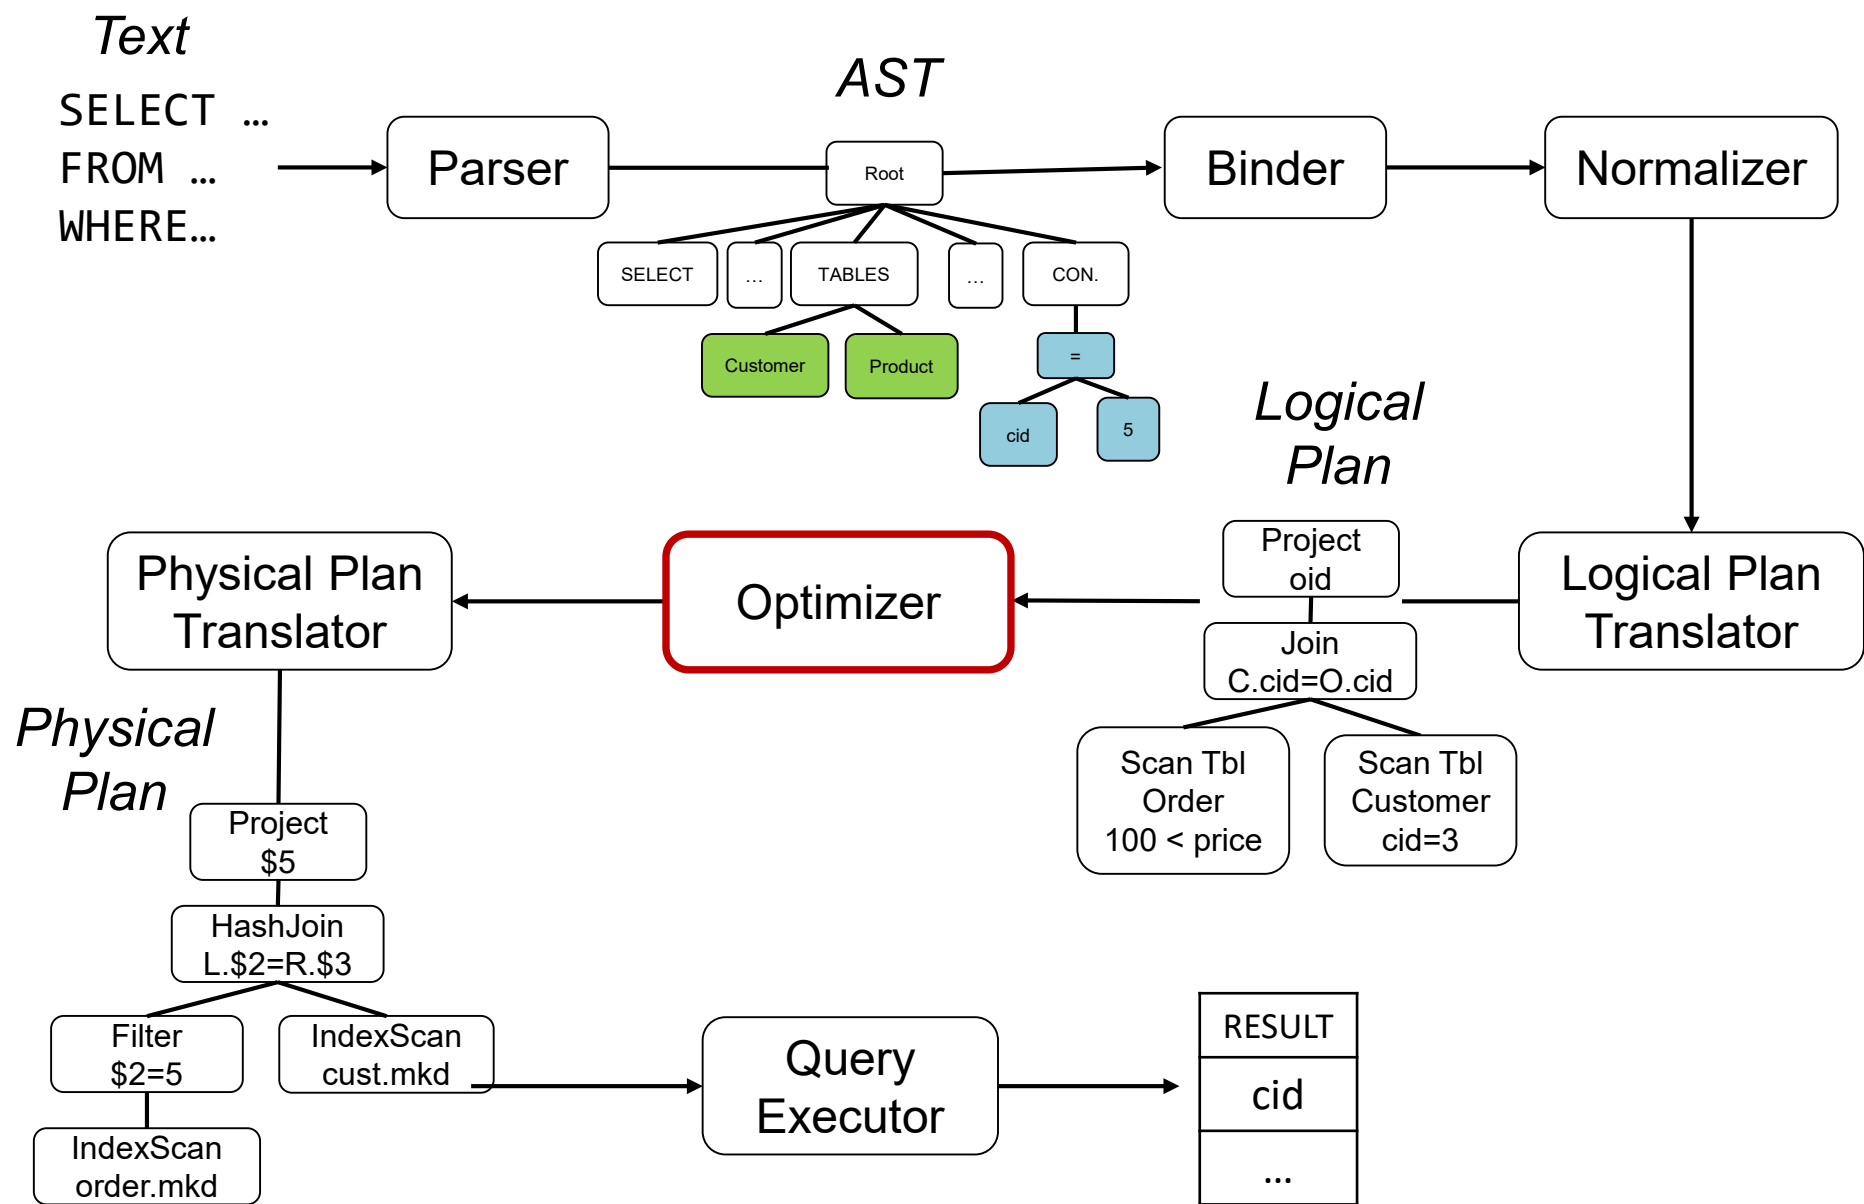 Text
SELECT …
FROM …
WHERE…
AST
Parser
Root
Binder
Normalizer
SELECT
…
TABLES
…
CON.
Customer
Product
=
cid
5
Logical
Plan
Project
oid
Join
C.cid=O.cid
Scan Tbl
Order
100 < price
Scan Tbl
Customer
cid=3
Logical Plan
Translator
Optimizer
Physical Plan
Translator
Physical
Plan
Project
$5
HashJoin
L.$2=R.$3
Filter
$2=5
IndexScan
cust.mkd
IndexScan
order.mkd
Query
Executor
RESULT
cid
…